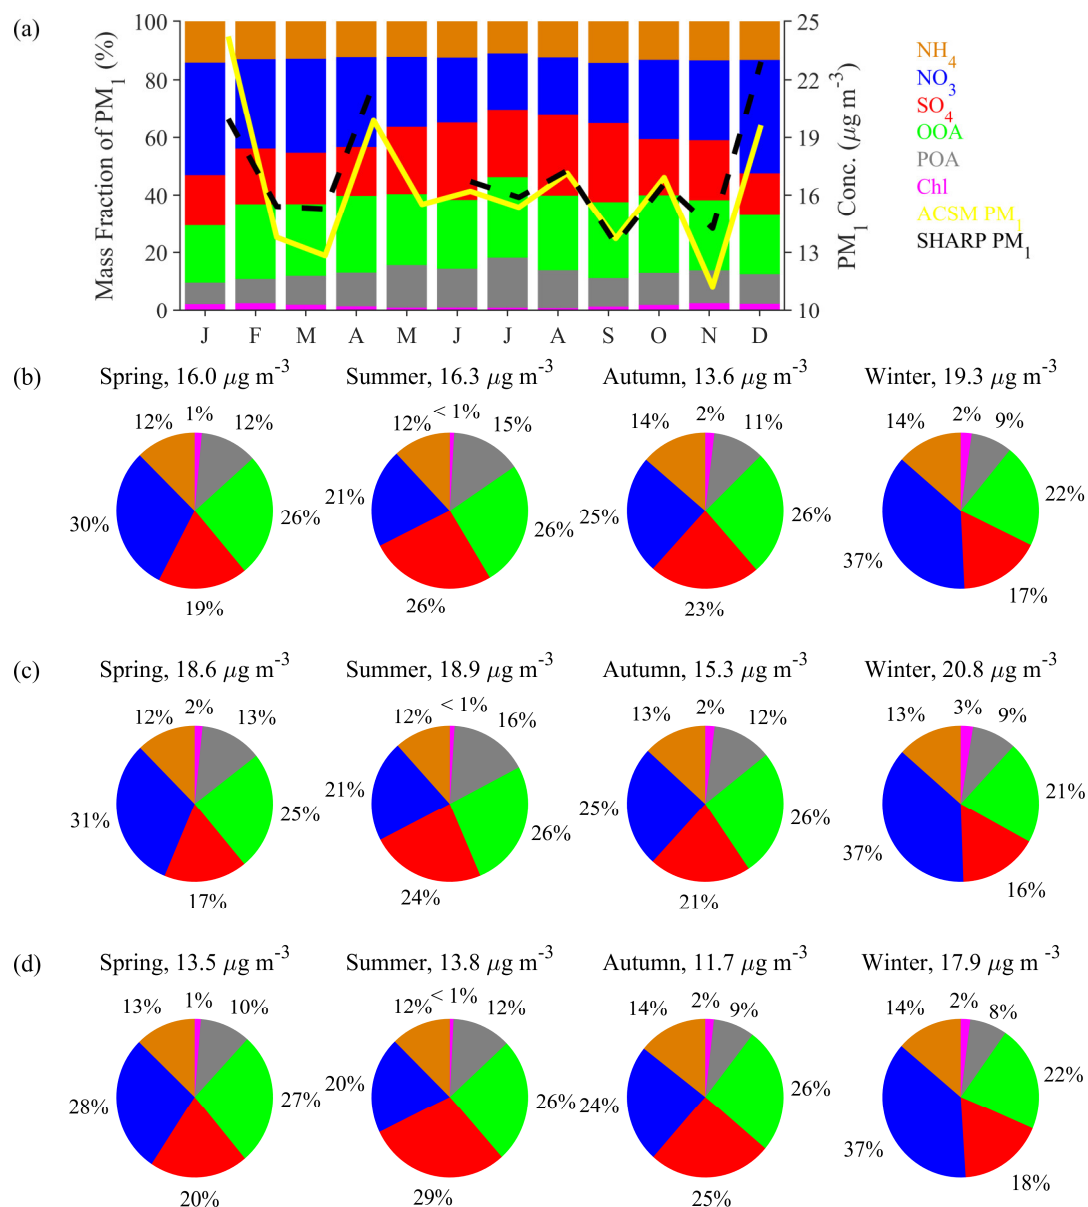 (a)
Mass Fraction of PM1 (%)
100
80
60
40
20
0
J F M A M J J A S O N D
25
22
19
16
13
10
PM1 Conc. (μg m-3)
NH4
NO3
SO4
OOA
POA
Chl
ACSM PM1
SHARP PM1
(b)
Spring, 16.0 μg m-3
12% 1% 12%
30% 26%
19%
Summer, 16.3 μg m-3
12% < 1% 15%
21% 26%
26%
Autumn, 13.6 μg m-3
14% 2% 11%
25% 26%
23%
Winter, 19.3 μg m-3
14% 2% 9%
37% 22%
17%
(c)
Spring, 18.6 μg m-3
12% 2% 13%
31% 25%
17%
Summer, 18.9 μg m-3
12% < 1% 16%
21% 26%
24%
Autumn, 15.3 μg m-3
13% 2% 12%
25% 26%
21%
Winter, 20.8 μg m-3
13% 3% 9%
37% 21%
16%
(d)
Spring, 13.5 μg m-3
13% 1% 10%
28% 27%
20%
Summer, 13.8 μg m-3
12% < 1% 12%
20% 26%
29%
Autumn, 11.7 μg m-3
14% 2% 9%
24% 26%
25%
Winter, 17.9 μg m -3
14% 2% 8%
37% 22%
18%